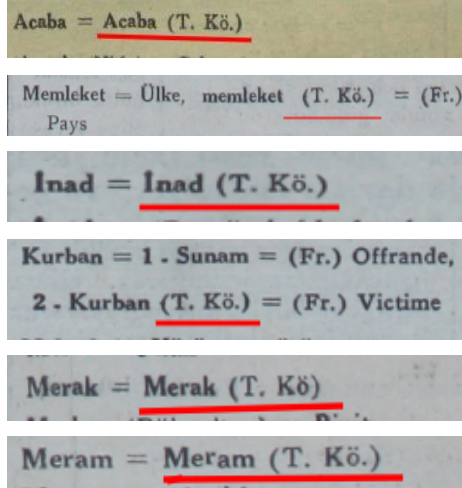 Acaba = Acaba (T. Kö.)
Memleket = Ülke, memleket (T. Kö.) = (Fr.)
Pays
İnad = İnad (T. Kö.)
Kurban = 1 - Sunam = (Fr.) Offrande,
2 - Kurban (T. Kö.) = (Fr.) Victime
Merak = Merak (T. Kö)
Meram = Meram (T. Kö.)